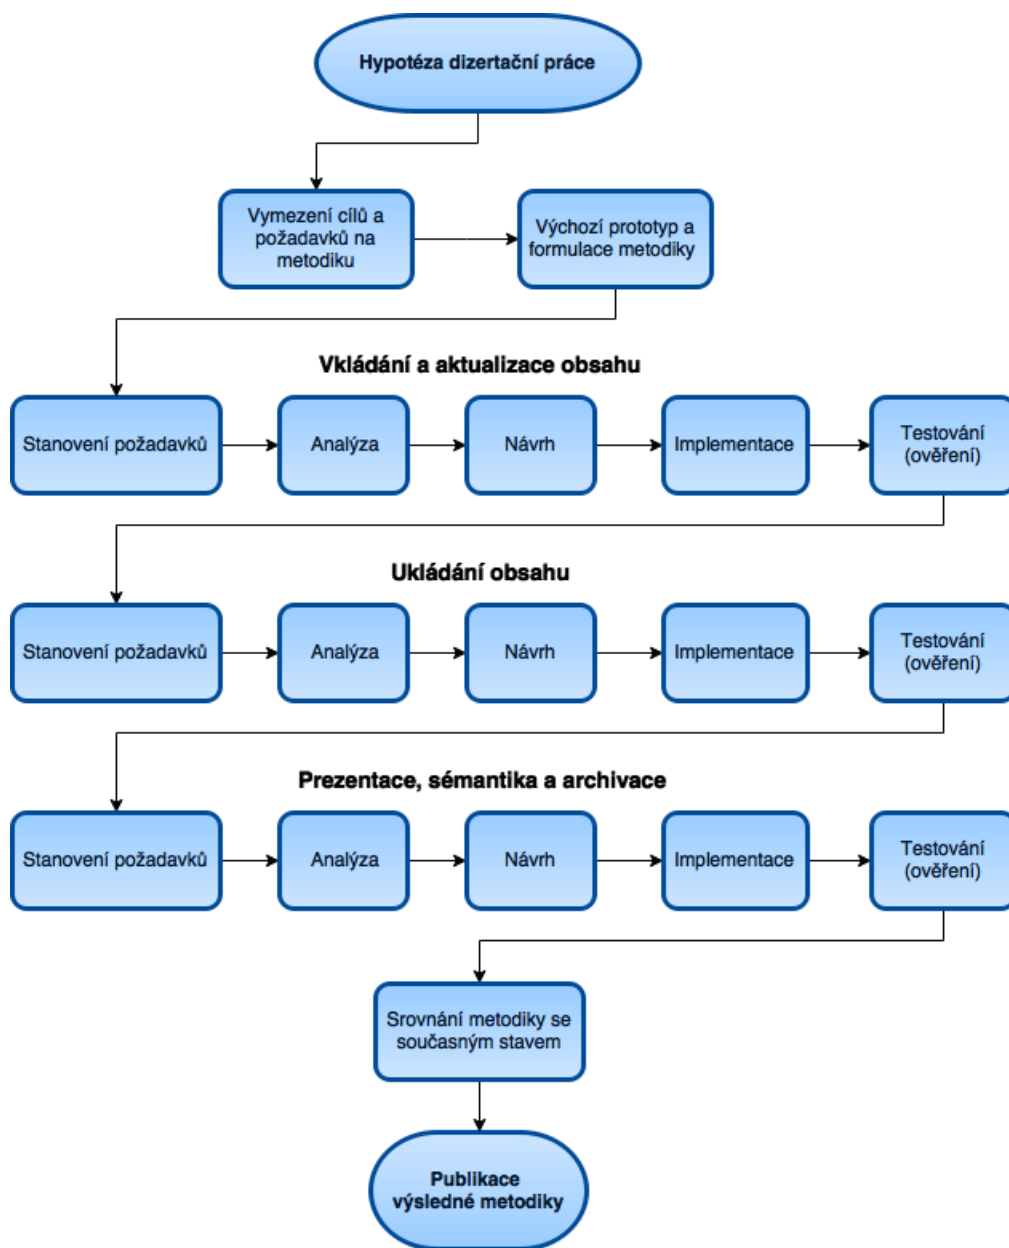 Hypotéza dizertační práce
Vymezení cílů a
požadavků na
metodiku
Výchozí prototyp a
formulace metodiky
Vkládání a aktualizace obsahu
Stanovení požadavků
Analýza
Návrh
Implementace
Testování
(ověření)
Ukládání obsahu
Stanovení požadavků
Analýza
Návrh
Implementace
Testování
(ověření)
Prezentace, sémantika a archivace
Stanovení požadavků
Analýza
Návrh
Implementace
Testování
(ověření)
Srovnání metodiky se
současným stavem
Publikace
výsledné metodiky